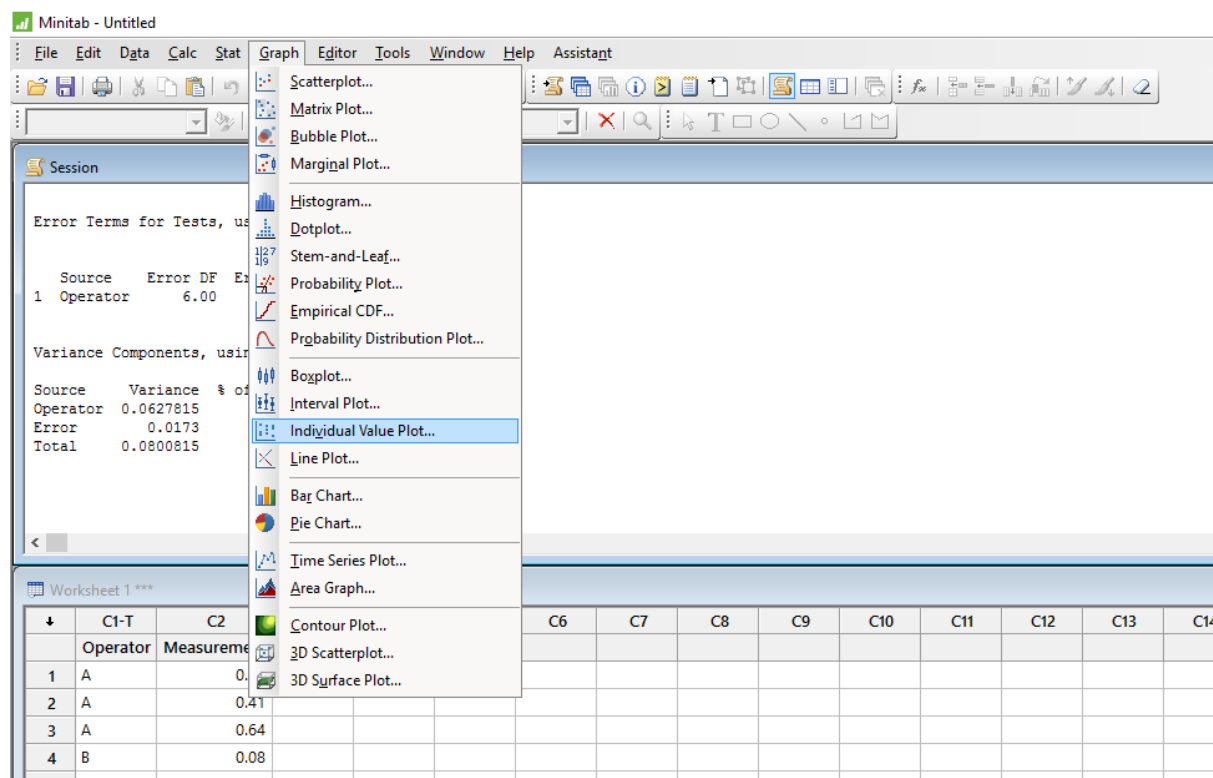 Minitab - Untitled
File Edit Data Calc Stat Graph Editor Tools Window Help Assistant
Scatterplot...
Matrix Plot...
Bubble Plot...
Marginal Plot...
Histogram...
Dotplot...
Stem-and-Leaf...
Probability Plot...
Empirical CDF...
Probability Distribution Plot...
Boxplot...
Interval Plot...
Individual Value Plot...
Line Plot...
Bar Chart...
Pie Chart...
Time Series Plot...
Area Graph...
Contour Plot...
3D Scatterplot...
3D Surface Plot...
Session
Error Terms for Tests, us
Source Error DF
1 Operator 6.00
Variance Components, usin
Source Variance % of
Operator 0.0627815
Error 0.0173
Total 0.0800815
Worksheet 1 ***
C1-T C2 C6 C7 C8 C9 C10 C11 C12 C13
Operator Measureme
1 A 0.
2 A 0.41
3 A 0.64
4 B 0.08